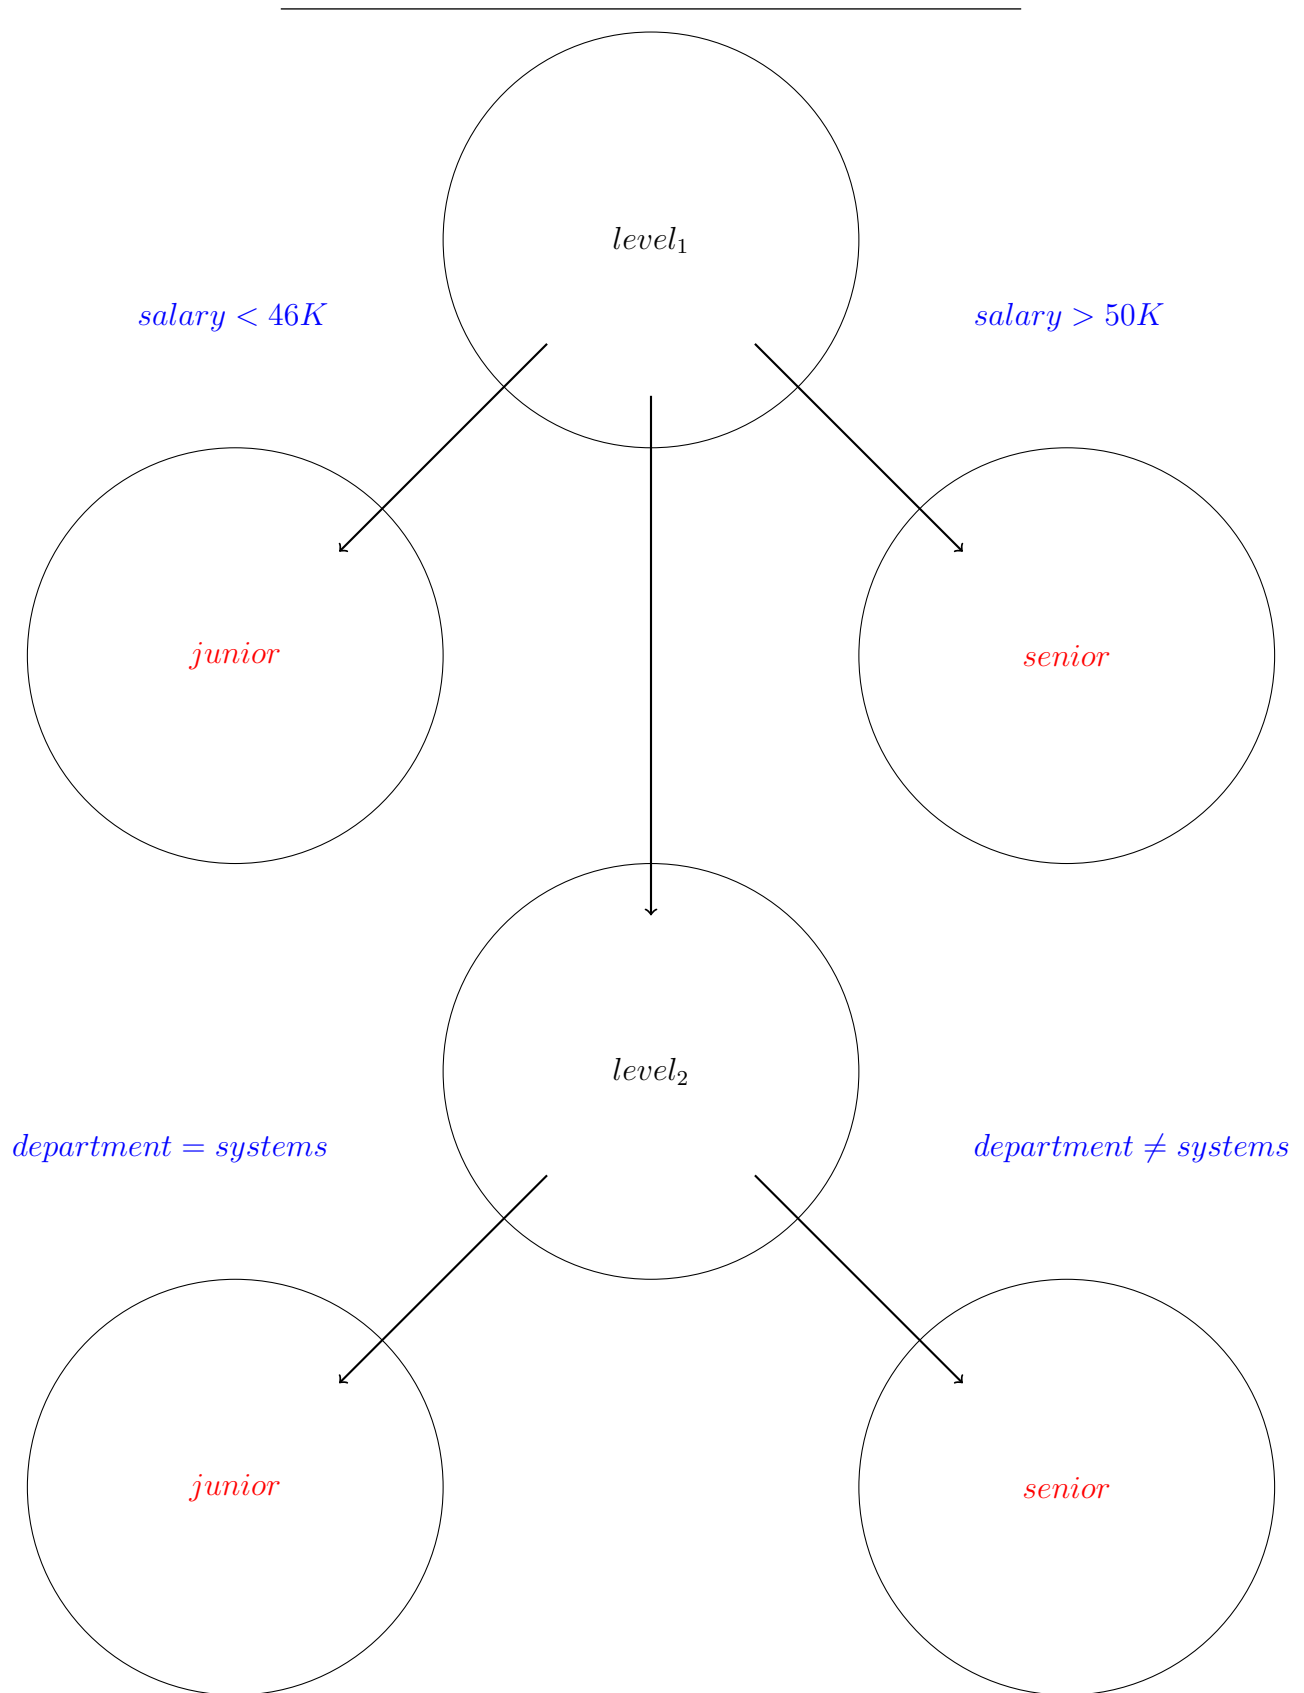 level₁
salary < 46K
salary > 50K
junior
senior
level₂
department = systems
department ≠ systems
junior
senior